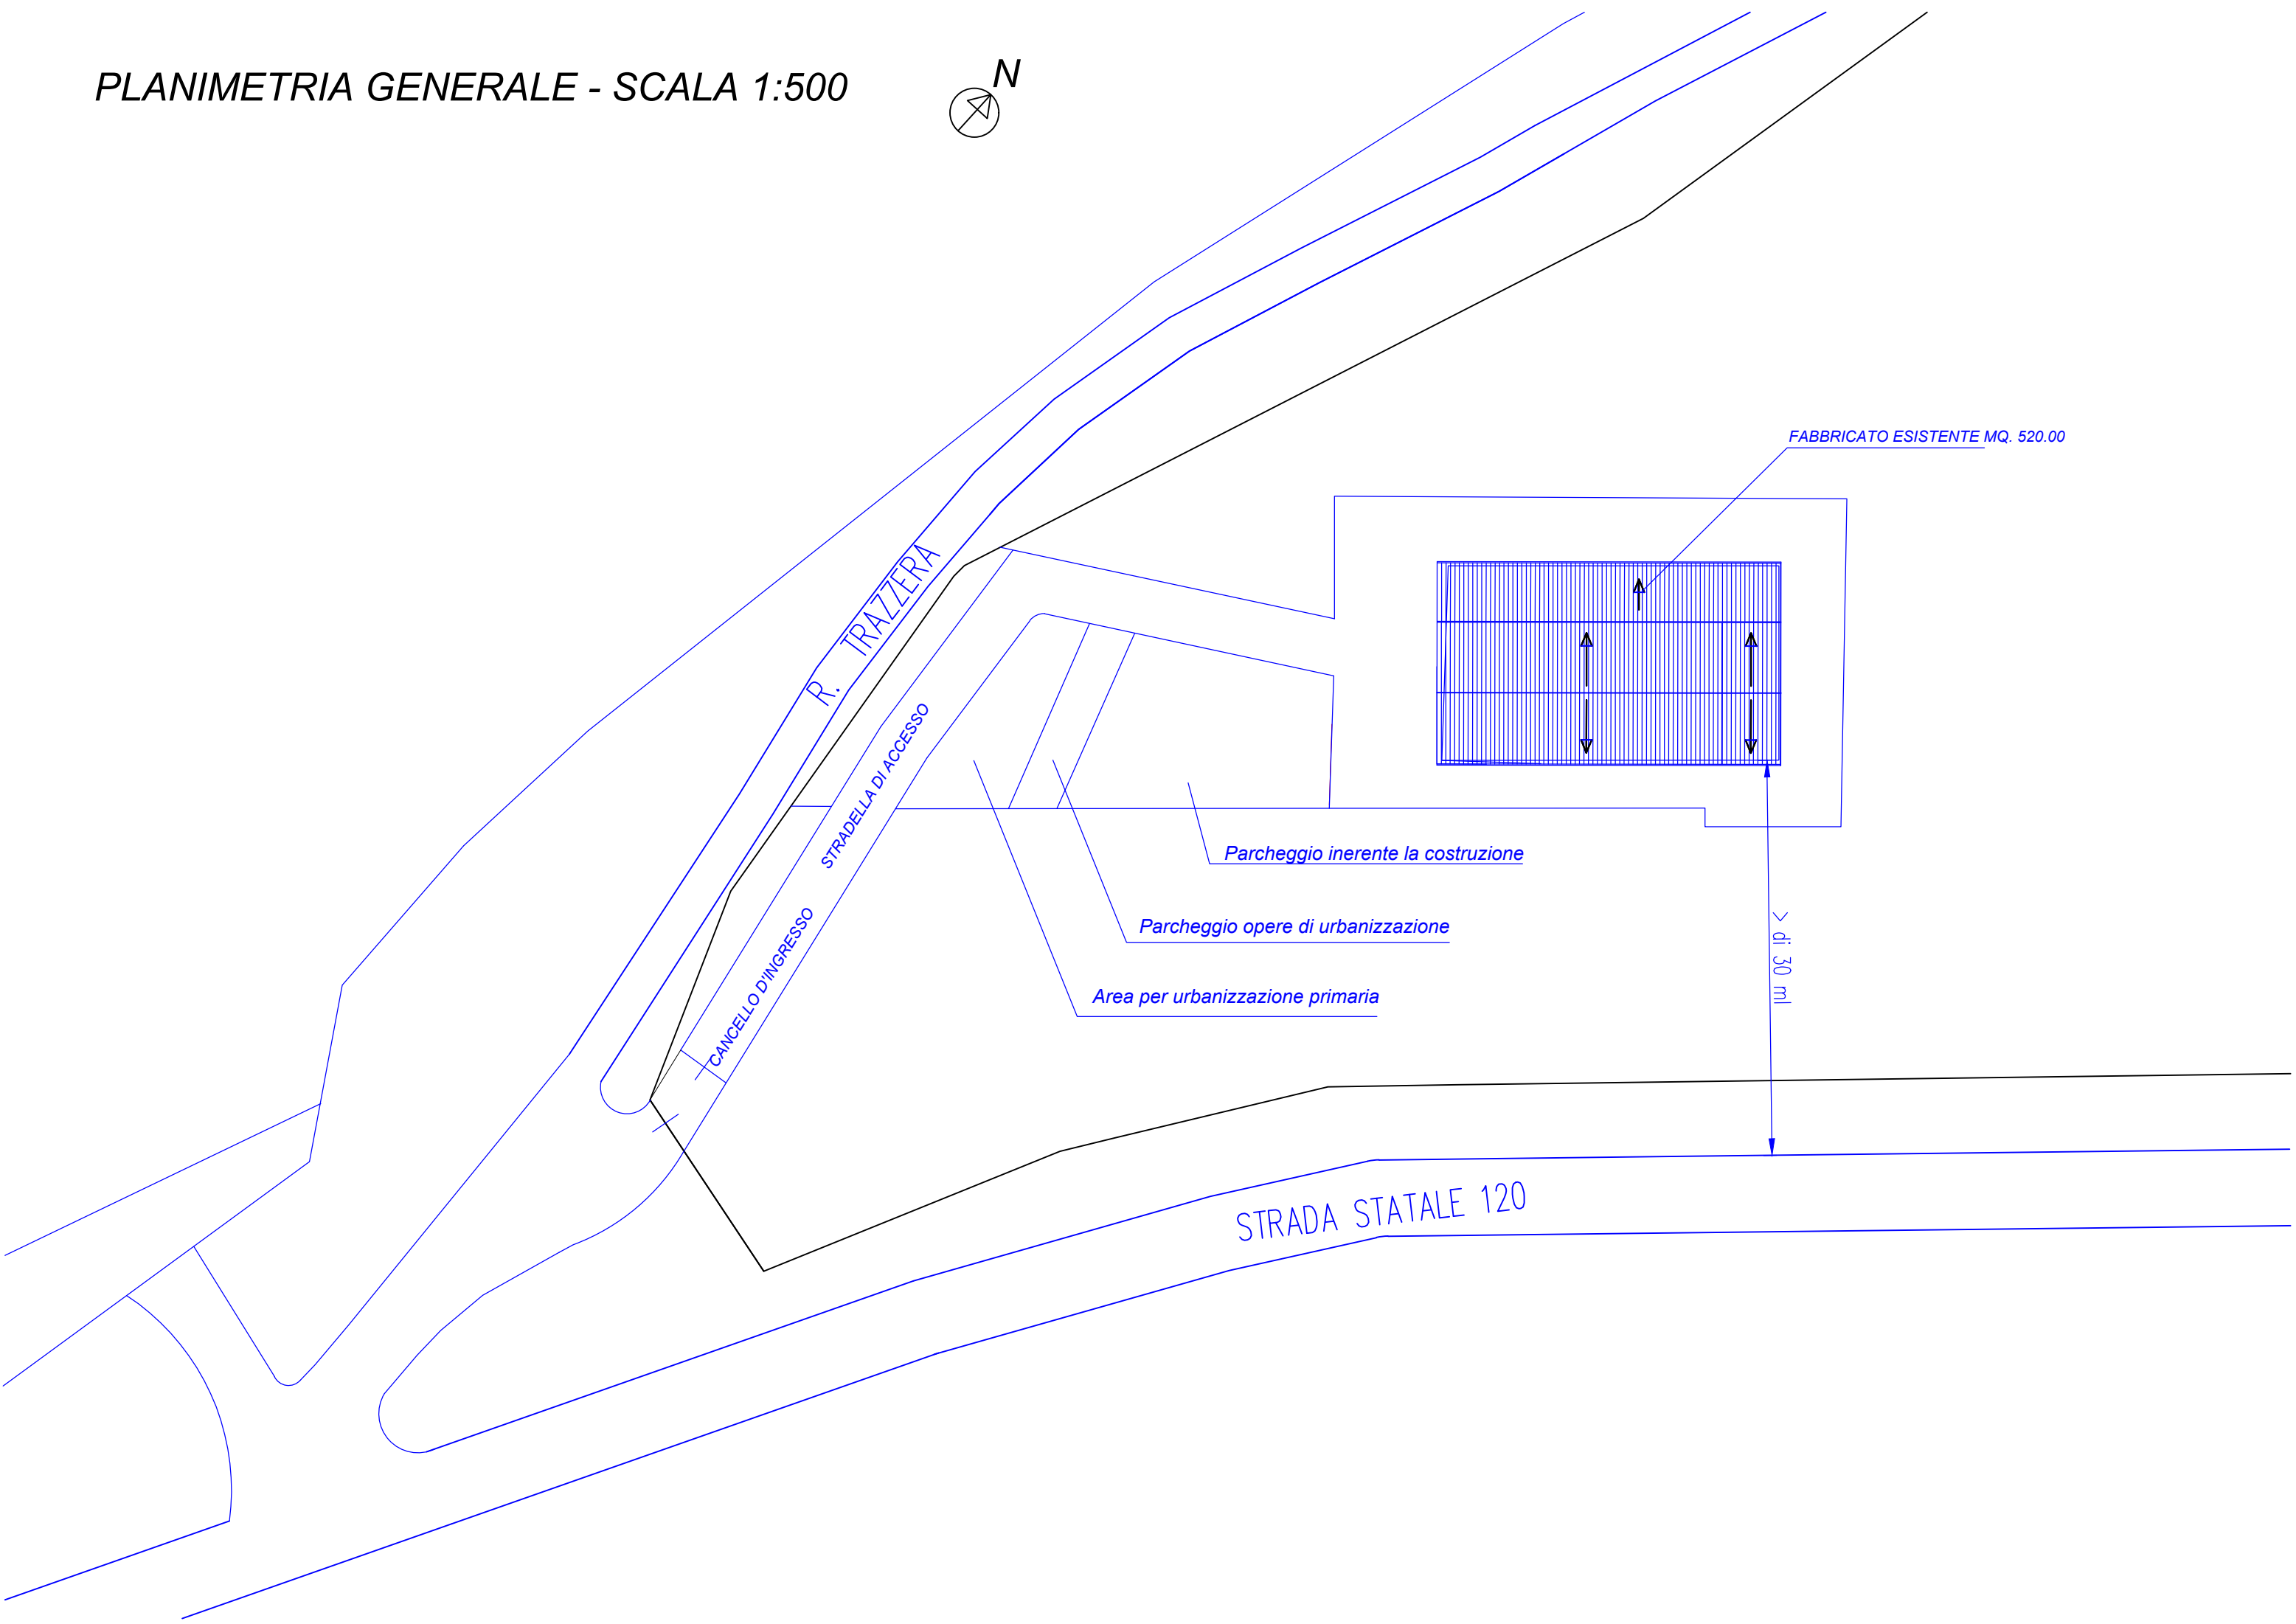 PLANIMETRIA GENERALE - SCALA 1:500
N
FABBRICATO ESISTENTE MQ. 520.00
R. TRAZZERA
STRADELLA DI ACCESSO
Parcheggio inerente la costruzione
CANCELLO D'INGRESSO
Parcheggio opere di urbanizzazione
> di 30 ml
Area per urbanizzazione primaria
STRADA STATALE 120